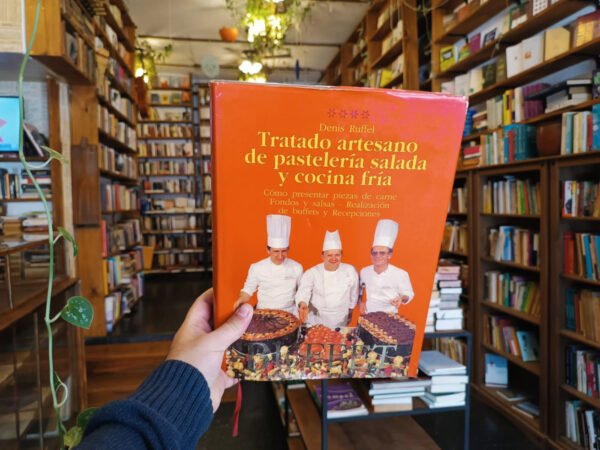 Denis Ruffel
Tratado artesano
de pastelería salada
y cocina fría
Cómo presentar piezas de carne
Fondos y salsas - Realización
de buffets y Recepciones